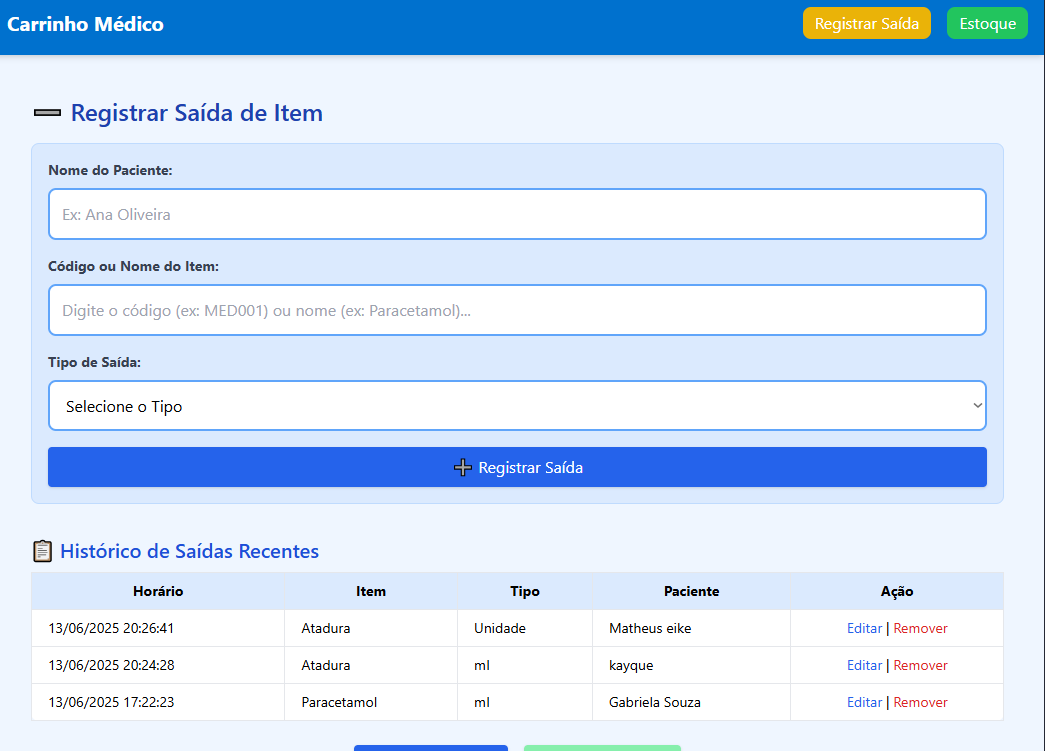 Carrinho Médico
Registrar Saída
Estoque
Registrar Saída de Item
Nome do Paciente:
Ex: Ana Oliveira
Código ou Nome do Item:
Digite o código (ex: MED001) ou nome (ex: Paracetamol)...
Tipo de Saída:
Selecione o Tipo
Registrar Saída
Histórico de Saídas Recentes
Horário Item Tipo Paciente Ação
13/06/2025 20:26:41 Atadura Unidade Matheus eike Editar | Remover
13/06/2025 20:24:28 Atadura ml kayque Editar | Remover
13/06/2025 17:22:23 Paracetamol ml Gabriela Souza Editar | Remover